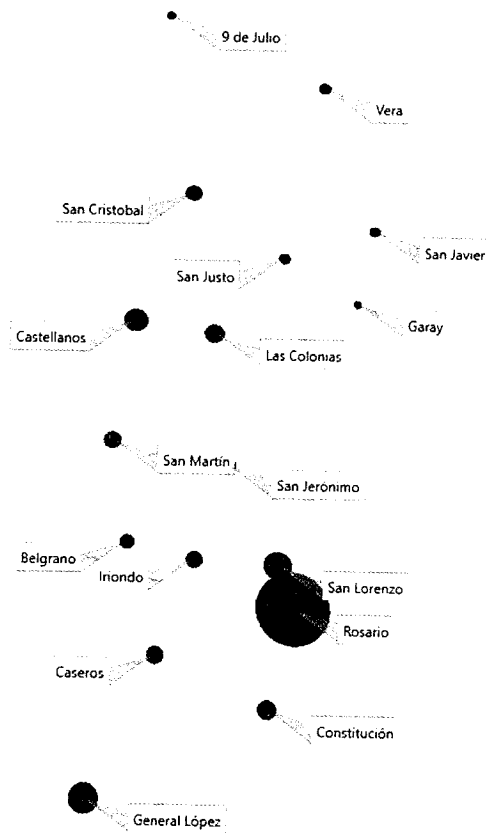 9 de Julio
Vera
San Cristobal
San Javier
San Justo
Garay
Castellanos
Las Colonias
San Martín
San Jerónimo
Belgrano
Iriondo
San Lorenzo
Rosario
Caseros
Constitución
General López